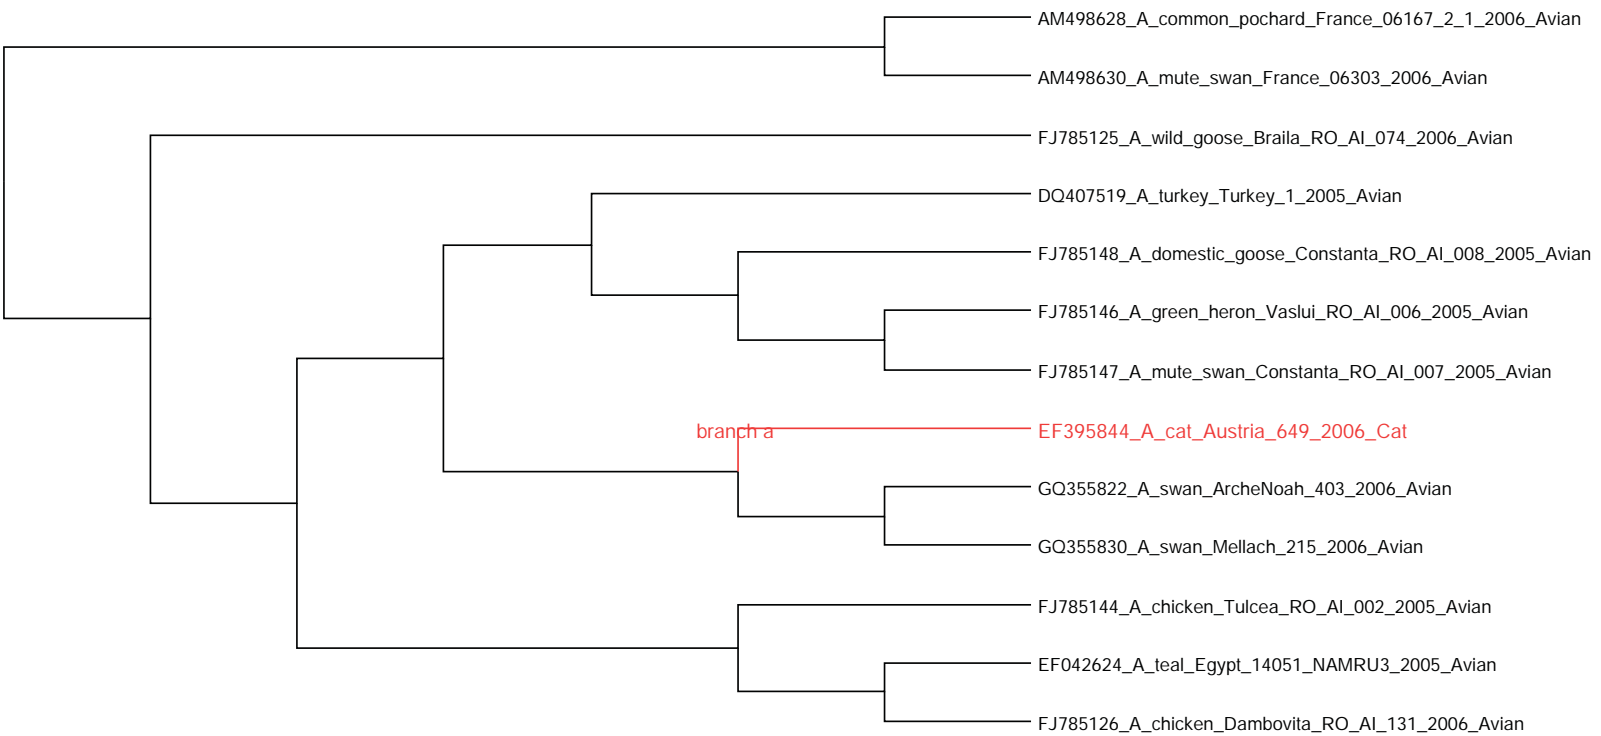 AM498628_A_common_pochard_France_06167_2_1_2006_Avian
AM498630_A_mute_swan_France_06303_2006_Avian
FJ785125_A_wild_goose_Braila_RO_AI_074_2006_Avian
DQ407519_A_turkey_Turkey_1_2005_Avian
FJ785148_A_domestic_goose_Constanta_RO_AI_008_2005_Avian
FJ785146_A_green_heron_Vaslui_RO_AI_006_2005_Avian
FJ785147_A_mute_swan_Constanta_RO_AI_007_2005_Avian
branch a
EF395844_A_cat_Austria_649_2006_Cat
GQ355822_A_swan_ArcheNoah_403_2006_Avian
GQ355830_A_swan_Mellach_215_2006_Avian
FJ785144_A_chicken_Tulcea_RO_AI_002_2005_Avian
EF042624_A_teal_Egypt_14051_NAMRU3_2005_Avian
FJ785126_A_chicken_Dambovita_RO_AI_131_2006_Avian